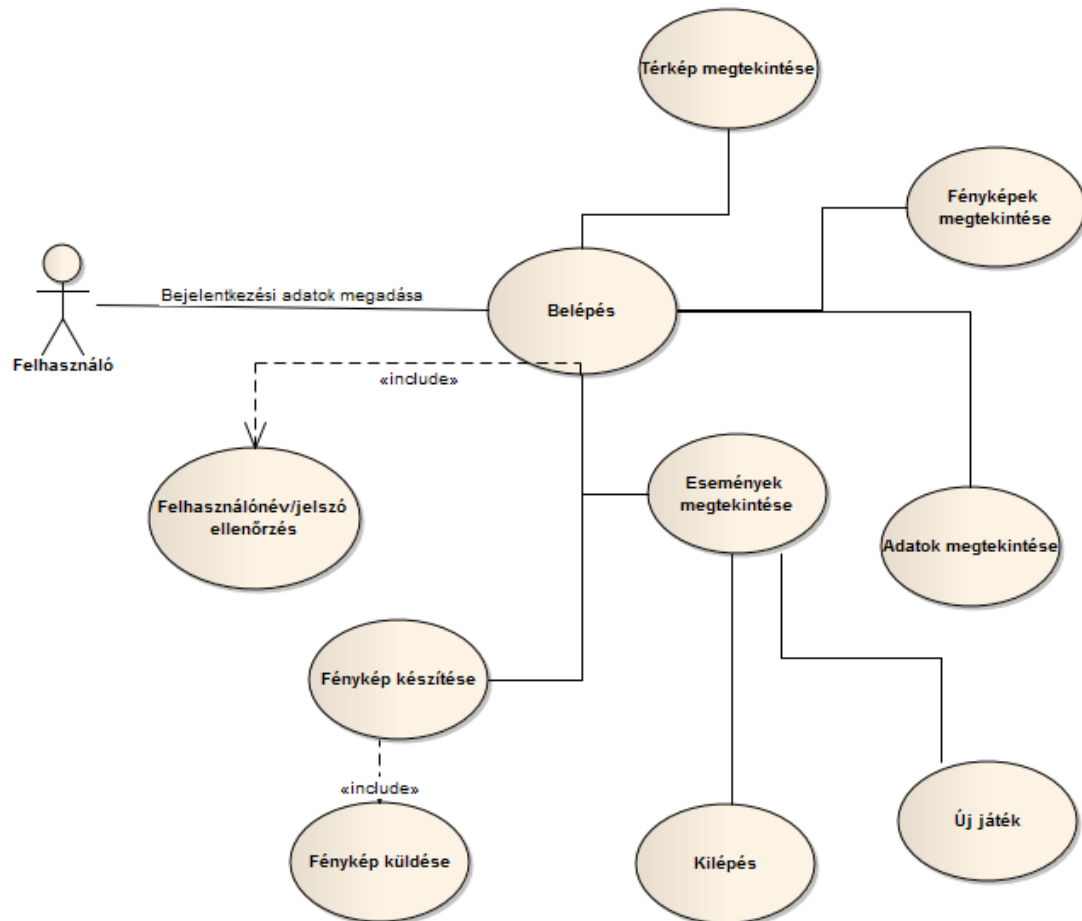 Térkép megtekintése
Fényképek
megtekintése
Bejelentkezési adatok megadása
Belépés
Felhasználó
«include»
Események
megtekintése
Felhasználónév/jelszó
ellenőrzés
Adatok megtekintése
Fénykép készítése
«include»
Új játék
Fénykép küldése
Kilépés